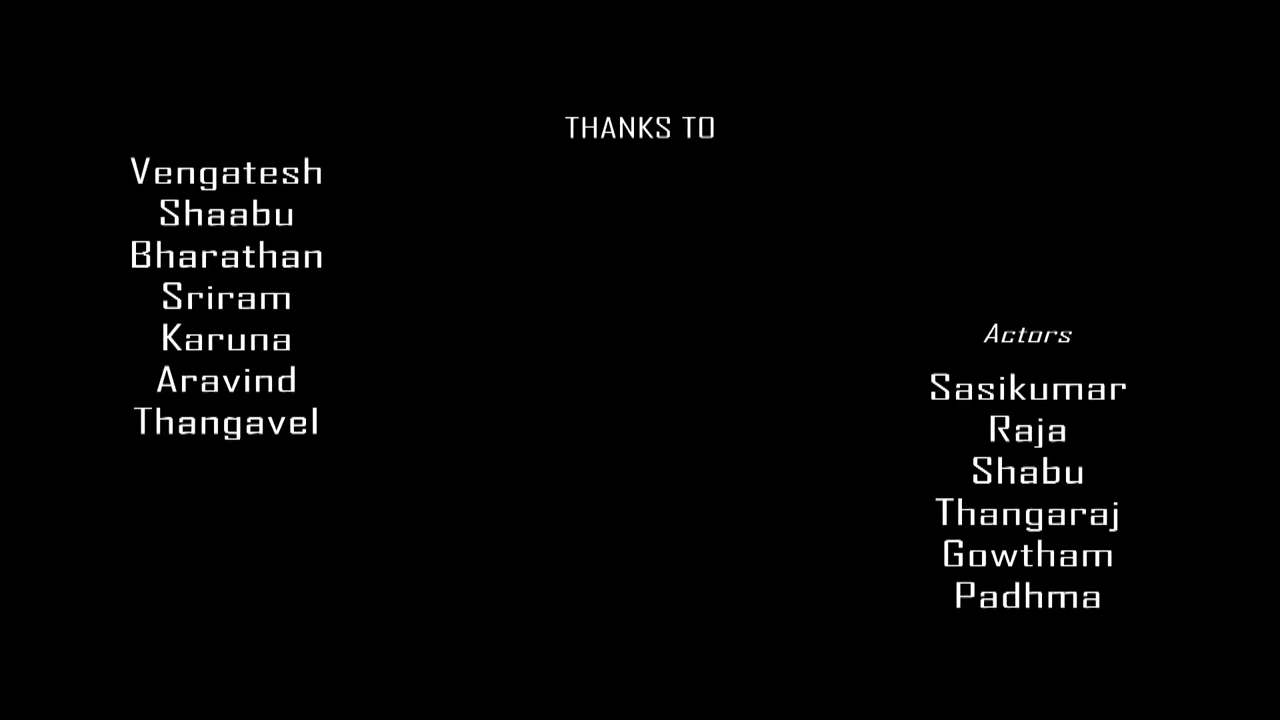 THANKS TO
Vengatesh
Shaabu
Bharathan
Sriram
Karuna
Aravind
Thangavel
Actors
Sasikumar
Raja
Shabu
Thangaraj
Gowtham
Padhma